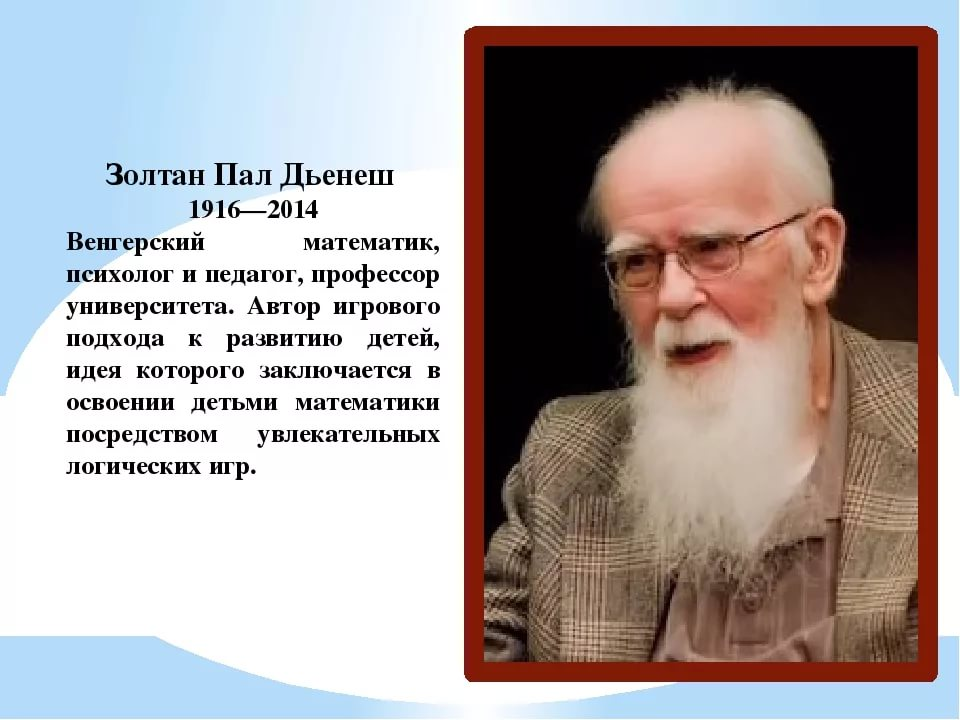 Золтан Пал Дьенеш
1916—2014
Венгерский математик,
психолог и педагог, профессор
университета. Автор игрового
подхода к развитию детей,
идея которого заключается в
освоении детьми математики
посредством увлекательных
логических игр.